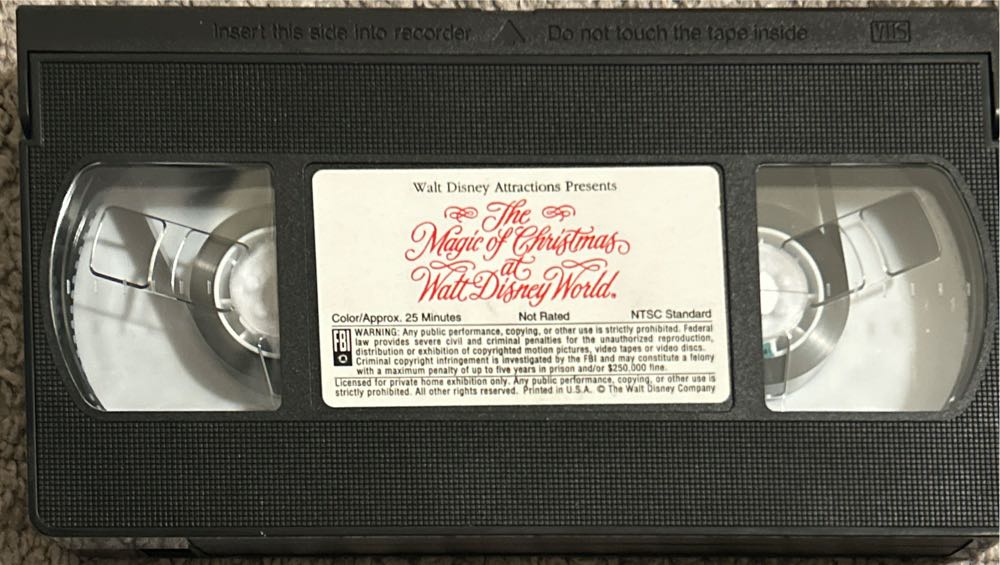 Insert this side into recorder Do not touch the tape inside VHS
Walt Disney Attractions Presents
The
Magic of Christmas
at
Walt Disney World.
Color/Approx. 25 Minutes Not Rated NTSC Standard
FBI WARNING: Any public performance, copying, or other use is strictly prohibited. Federal
law provides severe civil and criminal penalties for the unauthorized reproduction,
distribution or exhibition of copyrighted motion pictures, video tapes or video discs.
Criminal copyright infringement is investigated by the FBI and may constitute a felony
with a maximum penalty of up to five years in prison and/or $250,000 fine.
Licensed for private home exhibition only. Any public performance, copying, or other use is
strictly prohibited. All other rights reserved. Printed in U.S.A. © The Walt Disney Company